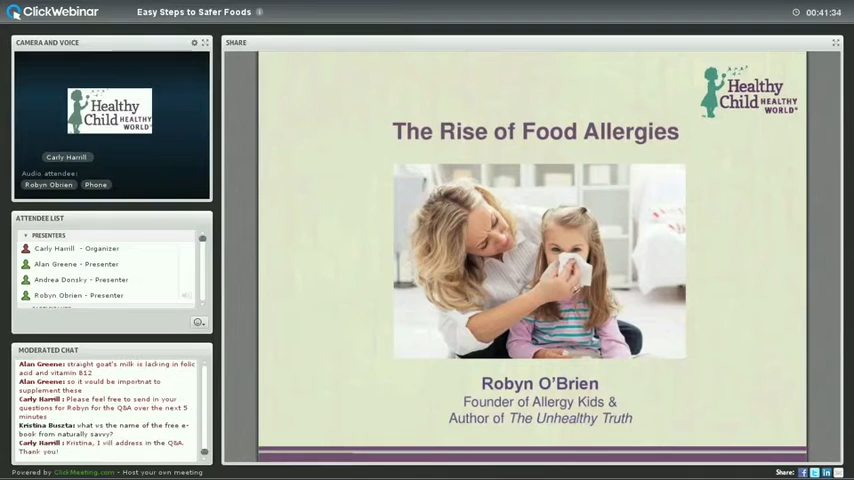 ClickWebinar
Easy Steps to Safer Foods
00:41:34
CAMERA AND VOICE
Healthy
Child HEALTHY
WORLD
Carly Harrill
Audio attendee:
Robyn Obrien
Phone
ATTENDEE LIST
PRESENTERS
Carly Harrill - Organizer
Alan Greene - Presenter
Andrea Donsky - Presenter
Robyn Obrien - Presenter
MODERATED CHAT
Alan Greene: straight goat's milk is lacking in folic
acid and vitamin B12
Alan Greene: so it would be importnat to
supplement these
Carly Harrill : Please feel free to send in your
questions for Robyn for the Q&A over the next 5
minutes
Kristina Buszta: what vs the name of the free e-
book from naturally savvy?
Carly Harrill : Kristina, I vill address in the Q&A.
Thank you!
SHARE
Healthy
Child HEALTHY
WORLD
The Rise of Food Allergies
Robyn O'Brien
Founder of Allergy Kids &
Author of The Unhealthy Truth
Powered by ClickMeeting.com - Host your own meeting
Share: